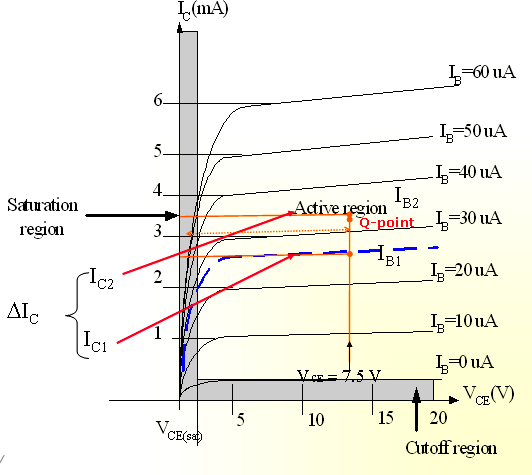 I_C(mA)
I_B=60 uA
6
I_B=50 uA
5
I_B=40 uA
4
Saturation
region
Active region
I_B2
Q-point
I_B=30 uA
3
I_B1
I_C2
I_B=20 uA
2
ΔI_C
I_C1
I_B=10 uA
1
I_B=0 uA
V_CE = 7.5 V
V_CE(V)
V_CE(sat)
5
10
15
20
Cutoff region